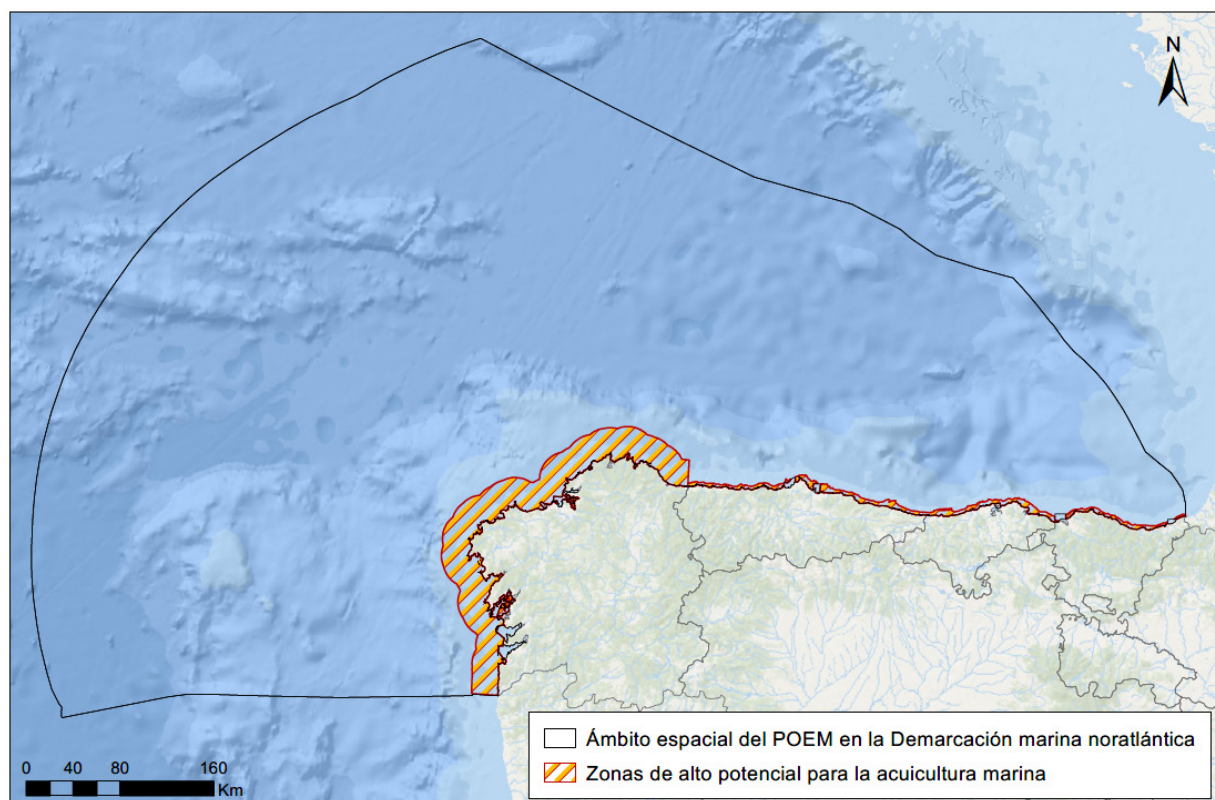 N
Ámbito espacial del POEM en la Demarcación marina noratlántica
Zonas de alto potencial para la acuicultura marina
0 40 80 160
Km